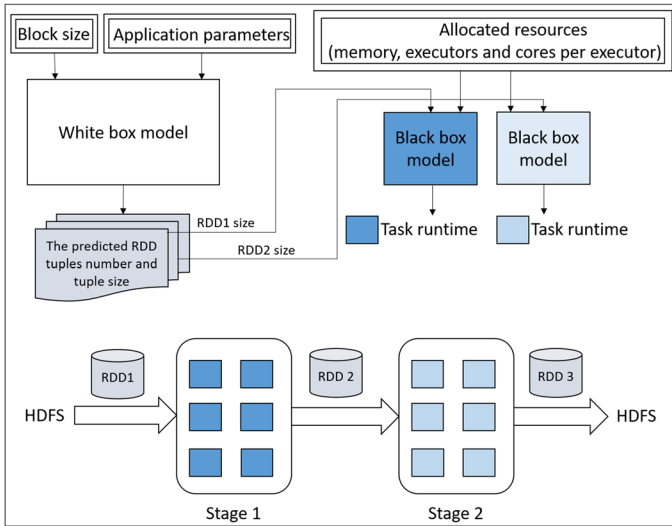 Block size
Application parameters
Allocated resources
(memory, executors and cores per executor)
White box model
Black box
model
Black box
model
RDD1 size
RDD2 size
The predicted RDD
tuples number and
tuple size
Task runtime
Task runtime
RDD1
RDD 2
RDD 3
HDFS
HDFS
Stage 1
Stage 2